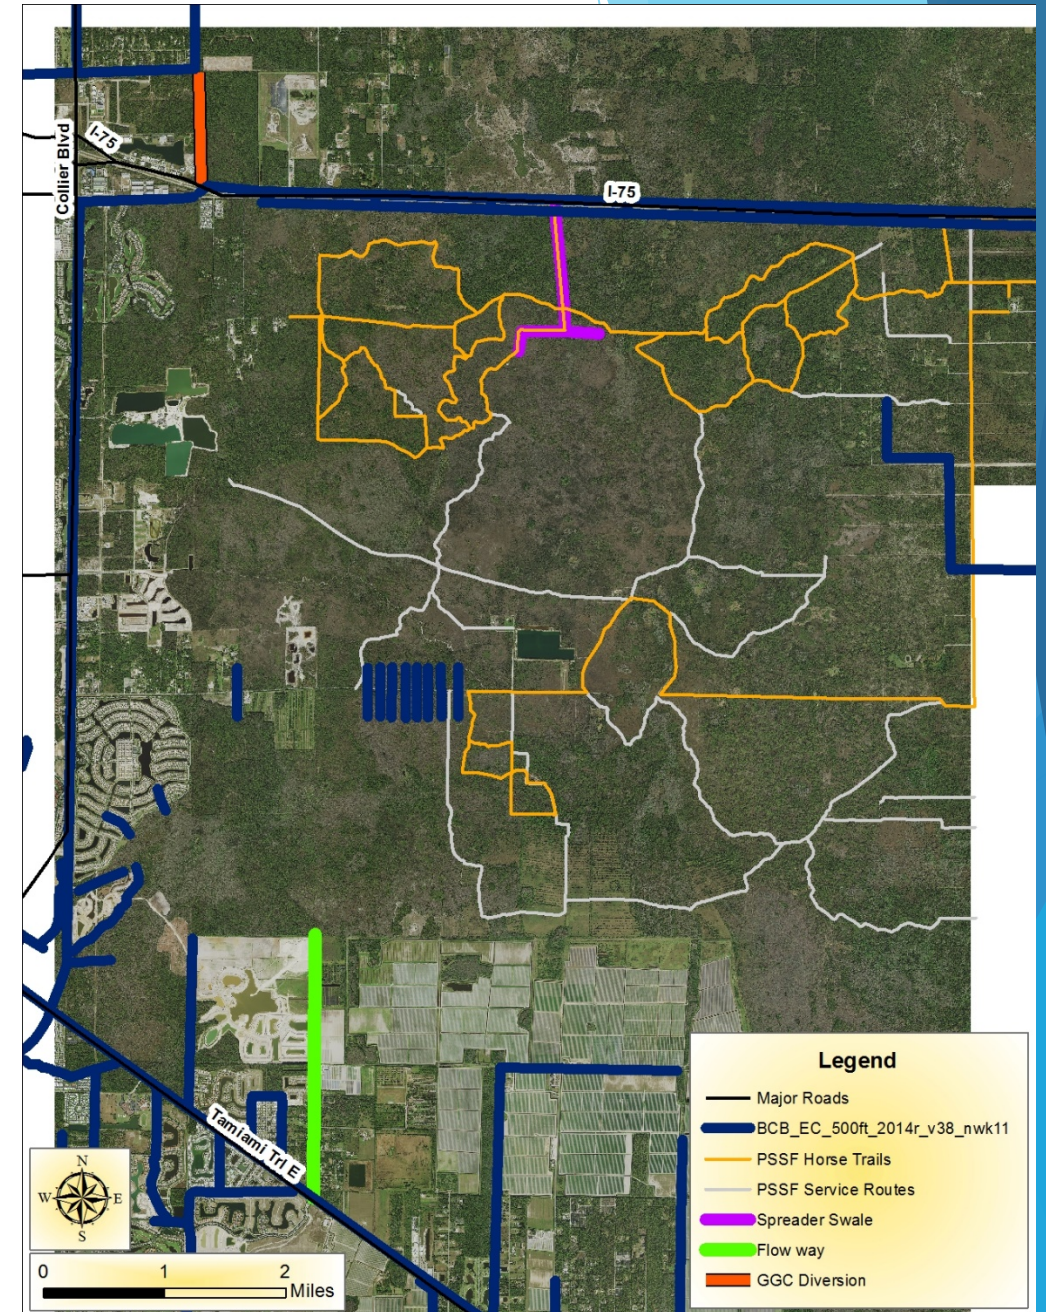 I-75
Collier Blvd
I-75
Tamiami Trl E
N
W E
S
0 1 2
Miles
Legend
Major Roads
BCB_EC_500ft_2014r_v38_nwk11
PSSF Horse Trails
PSSF Service Routes
Spreader Swale
Flow way
GGC Diversion